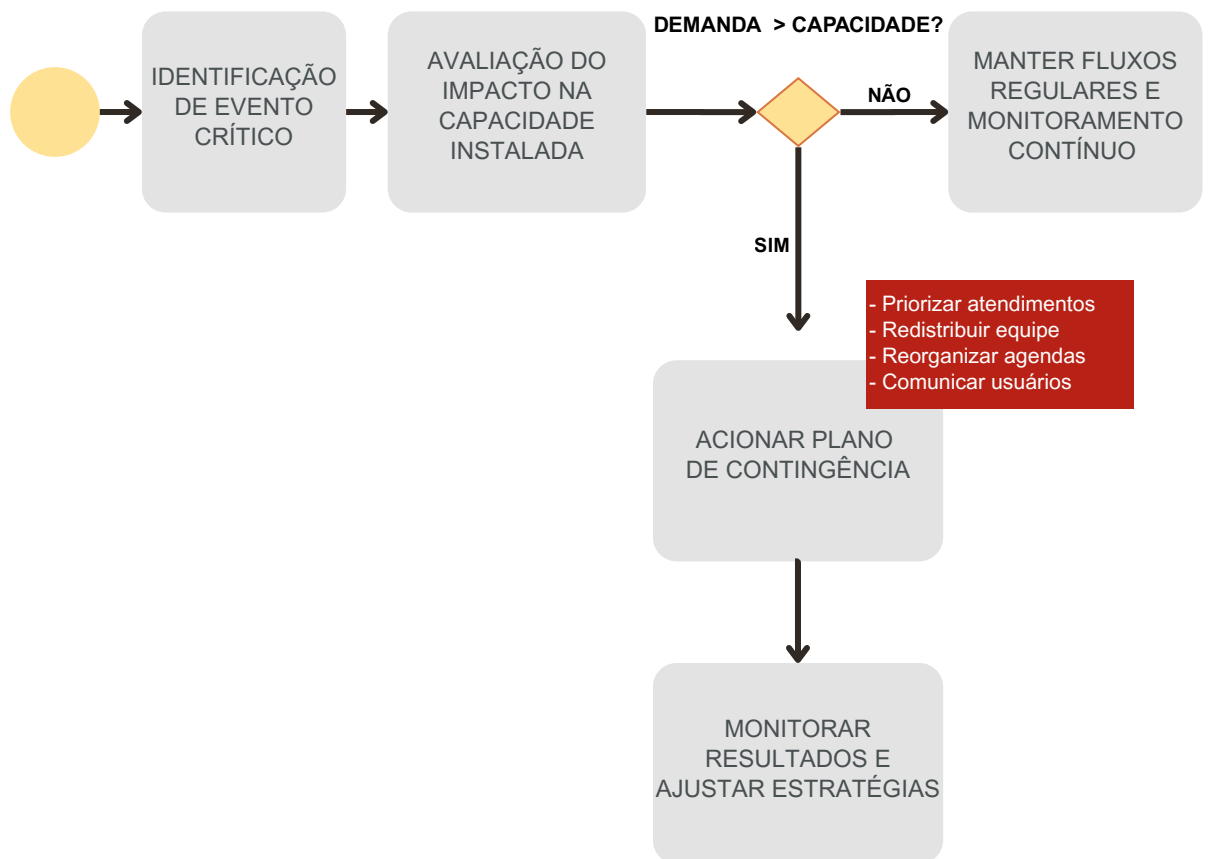 IDENTIFICAÇÃO
DE EVENTO
CRÍTICO
AVALIAÇÃO DO
IMPACTO NA
CAPACIDADE
INSTALADA
DEMANDA > CAPACIDADE?
NÃO
MANTER FLUXOS
REGULARES E
MONITORAMENTO
CONTÍNUO
SIM
- Priorizar atendimentos
- Redistribuir equipe
- Reorganizar agendas
- Comunicar usuários
ACIONAR PLANO
DE CONTINGÊNCIA
MONITORAR
RESULTADOS E
AJUSTAR ESTRATÉGIAS